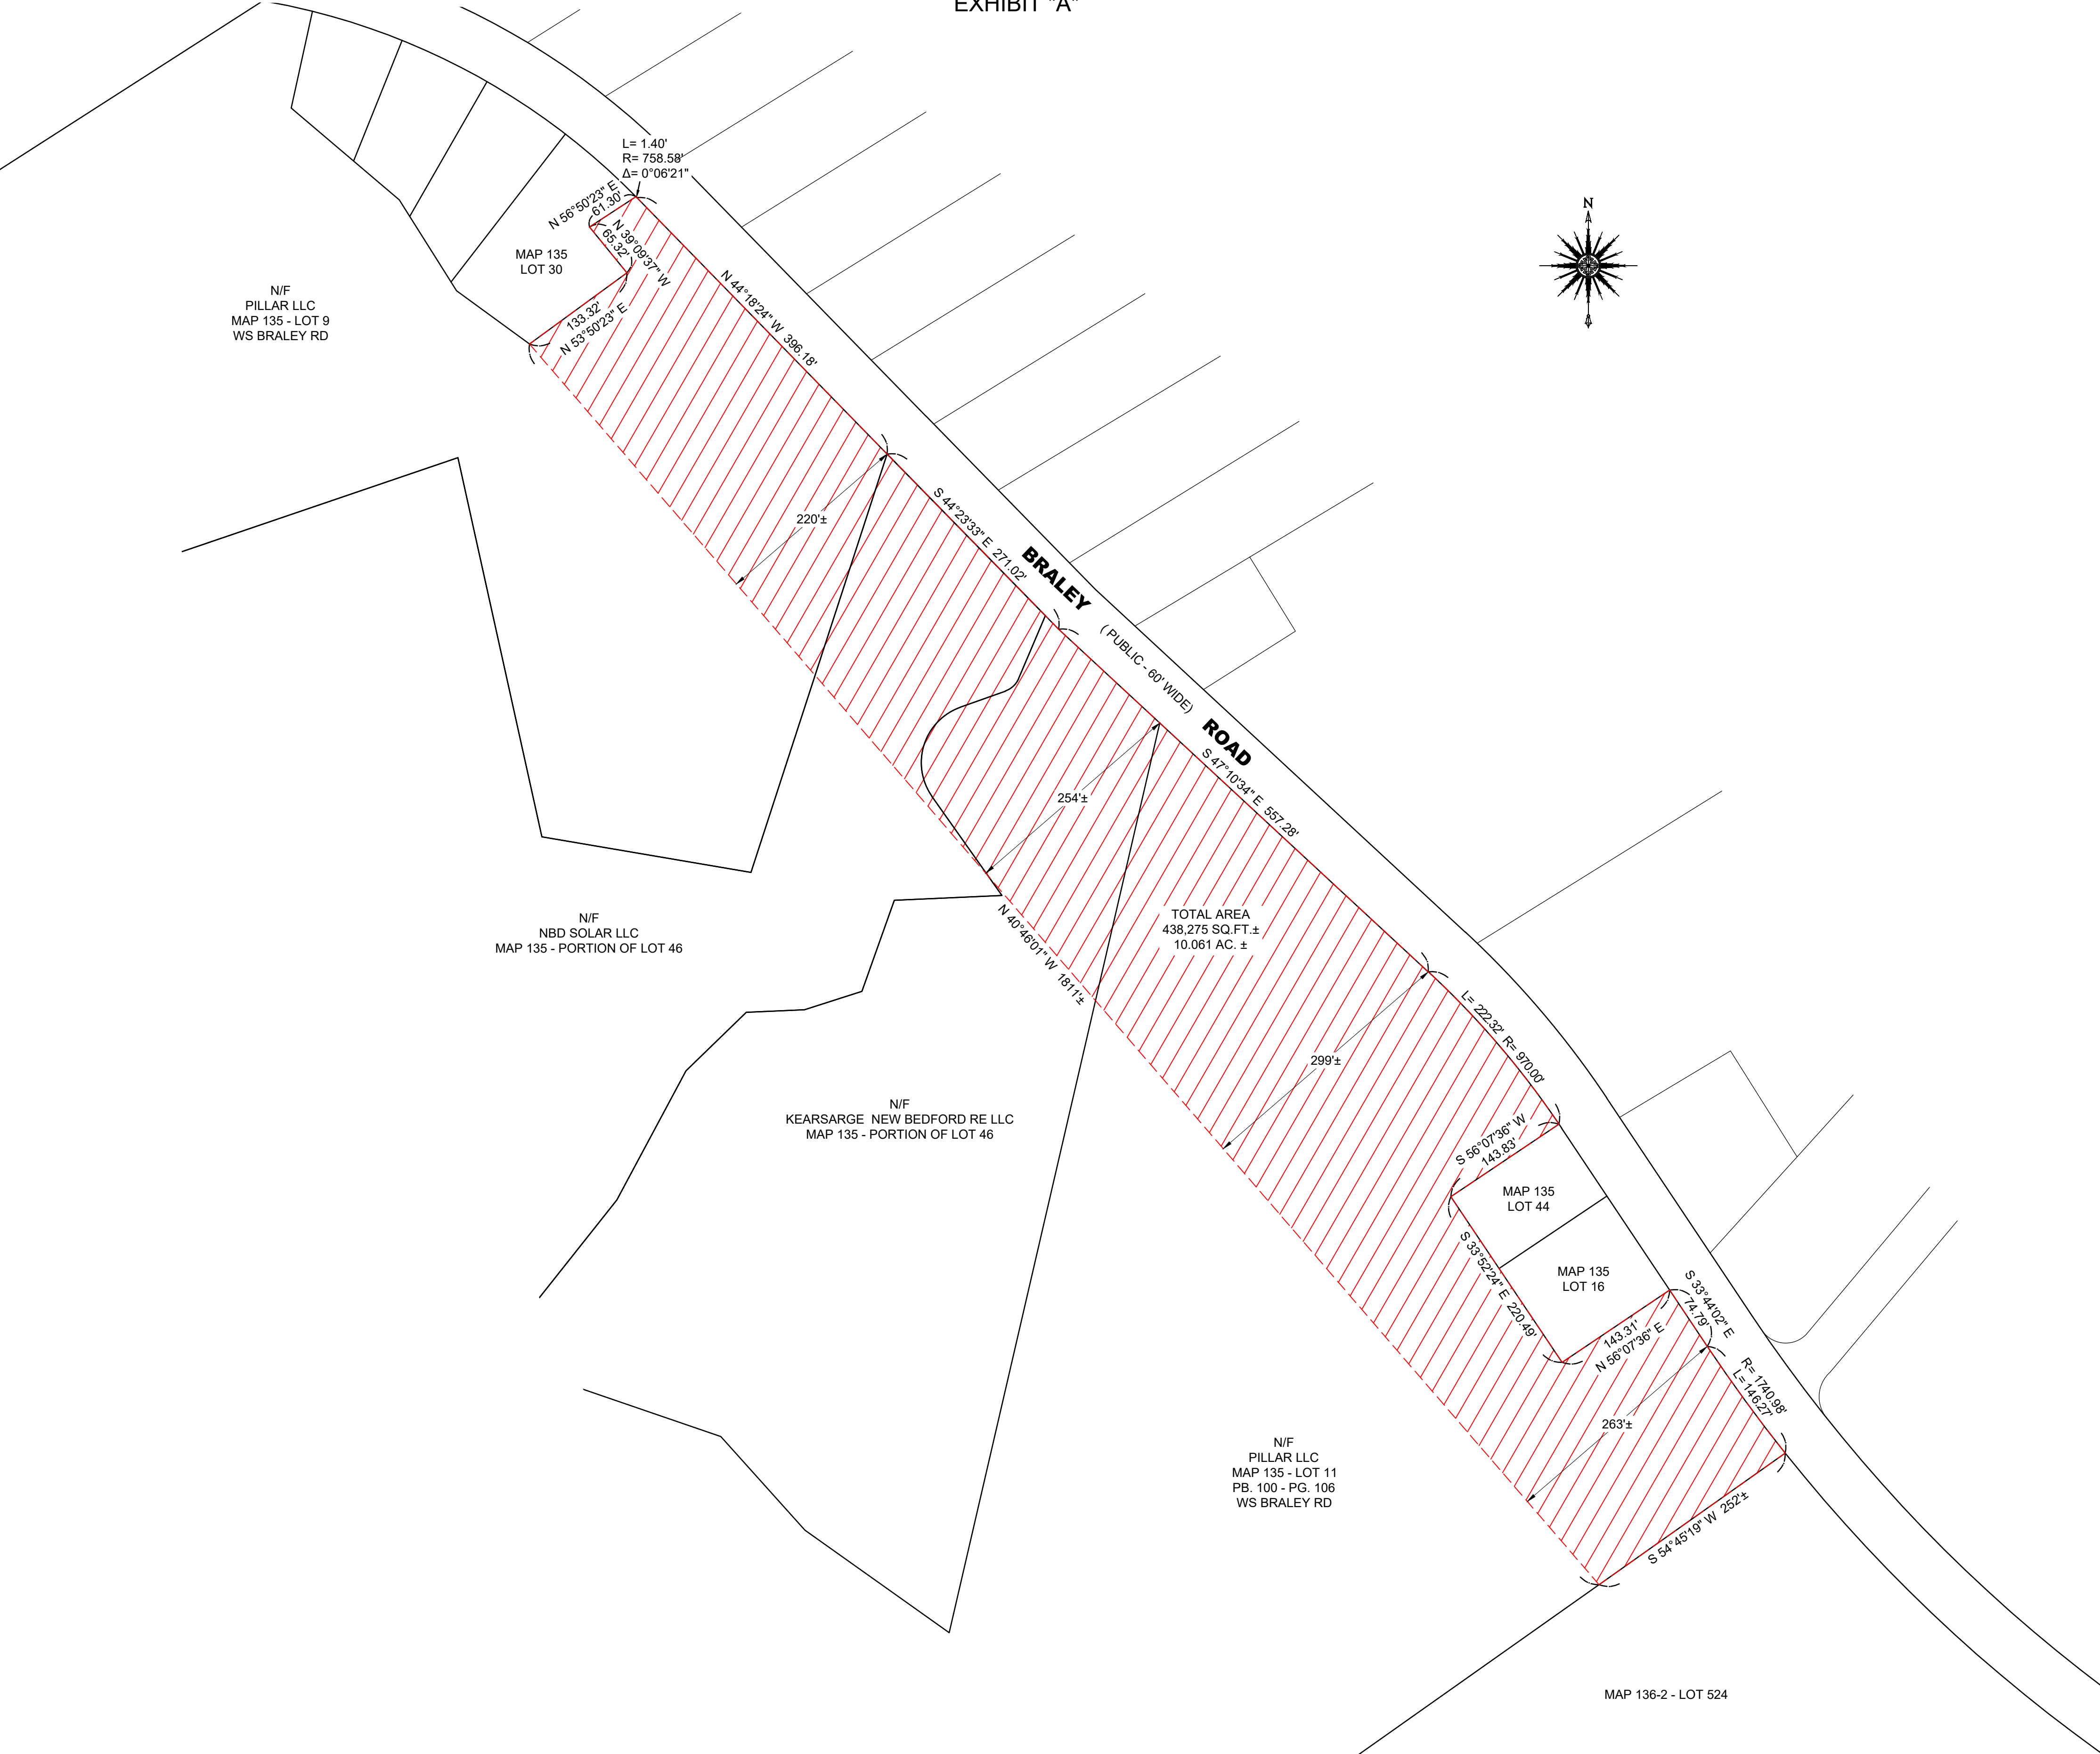 EXHIBIT "A"
L= 1.40'
R= 758.58'
Δ= 0°06'21"
N 56°50'23" E
61.30'
N 39°09'37" W
65.32'
MAP 135
LOT 30
133.32'
N 53°50'23" E
N
N/F
PILLAR LLC
MAP 135 - LOT 9
WS BRALEY RD
N 44°18'24" W 396.18'
220'±
S 44°23'33" E 271.02'
BRALEY
( PUBLIC - 60' WIDE)
ROAD
S 47°10'34" E 557.28'
254'±
N/F
NBD SOLAR LLC
MAP 135 - PORTION OF LOT 46
TOTAL AREA
438,275 SQ.FT.±
10.061 AC. ±
N 40°46'01" W 1811'±
L= 222.32' R= 970.00'
299'±
N/F
KEARSARGE NEW BEDFORD RE LLC
MAP 135 - PORTION OF LOT 46
S 56°07'36" W
143.83'
MAP 135
LOT 44
S 33°52'24" E 220.49'
MAP 135
LOT 16
S 33°44'02" E
74.79'
143.31'
N 56°07'36" E
R= 1740.98'
L= 146.27'
263'±
N/F
PILLAR LLC
MAP 135 - LOT 11
PB. 100 - PG. 106
WS BRALEY RD
S 54°45'19" W 252'±
MAP 136-2 - LOT 524